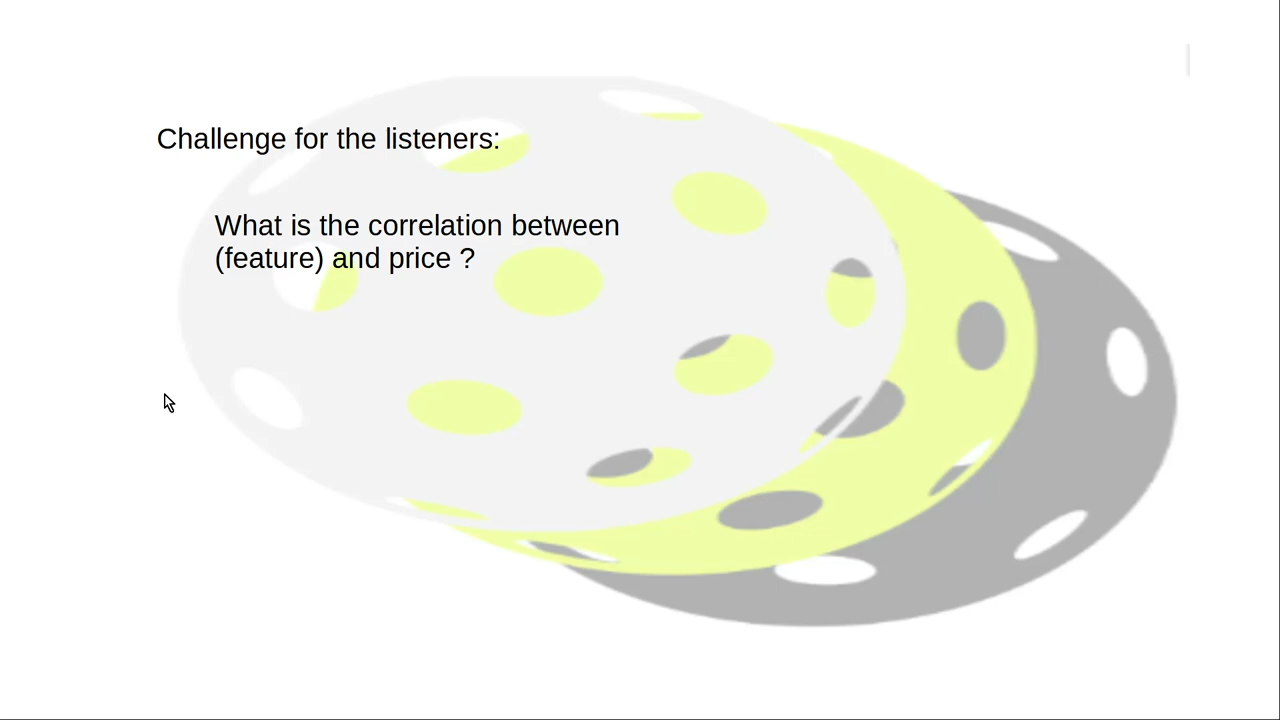 Challenge for the listeners:
What is the correlation between
(feature) and price ?